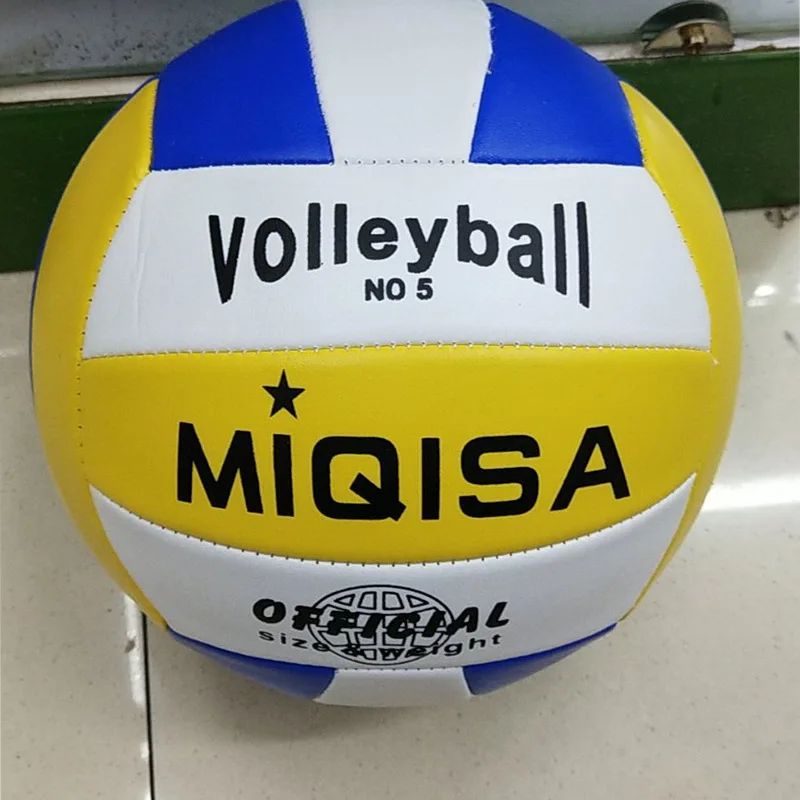 Volleyball
NO 5
MIQISA
OFFICIAL
Size & Weight